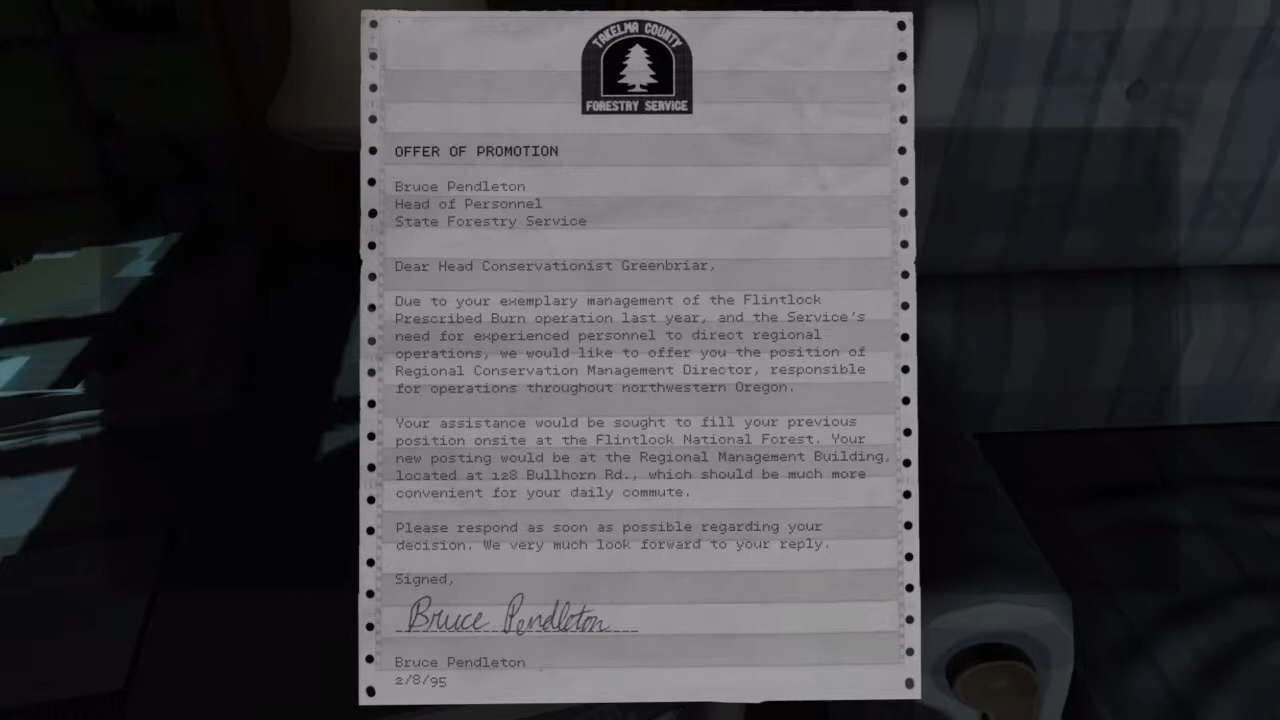 TAKELMA COUNTY
FORESTRY SERVICE
OFFER OF PROMOTION
Bruce Pendleton
Head of Personnel
State Forestry Service
Dear Head Conservationist Greenbriar,
Due to your exemplary management of the Flintlock
Prescribed Burn operation last year, and the Service's
need for experienced personnel to direct regional
operations, we would like to offer you the position of
Regional Conservation Management Director, responsible
for operations throughout northwestern Oregon.
Your assistance would be sought to fill your previous
position onsite at the Flintlock National Forest. Your
new posting would be at the Regional Management Building,
located at 128 Bullhorn Rd., which should be much more
convenient for your daily commute.
Please respond as soon as possible regarding your
decision. We very much look forward to your reply.
Signed,
Bruce Pendleton
Bruce Pendleton
2/8/95